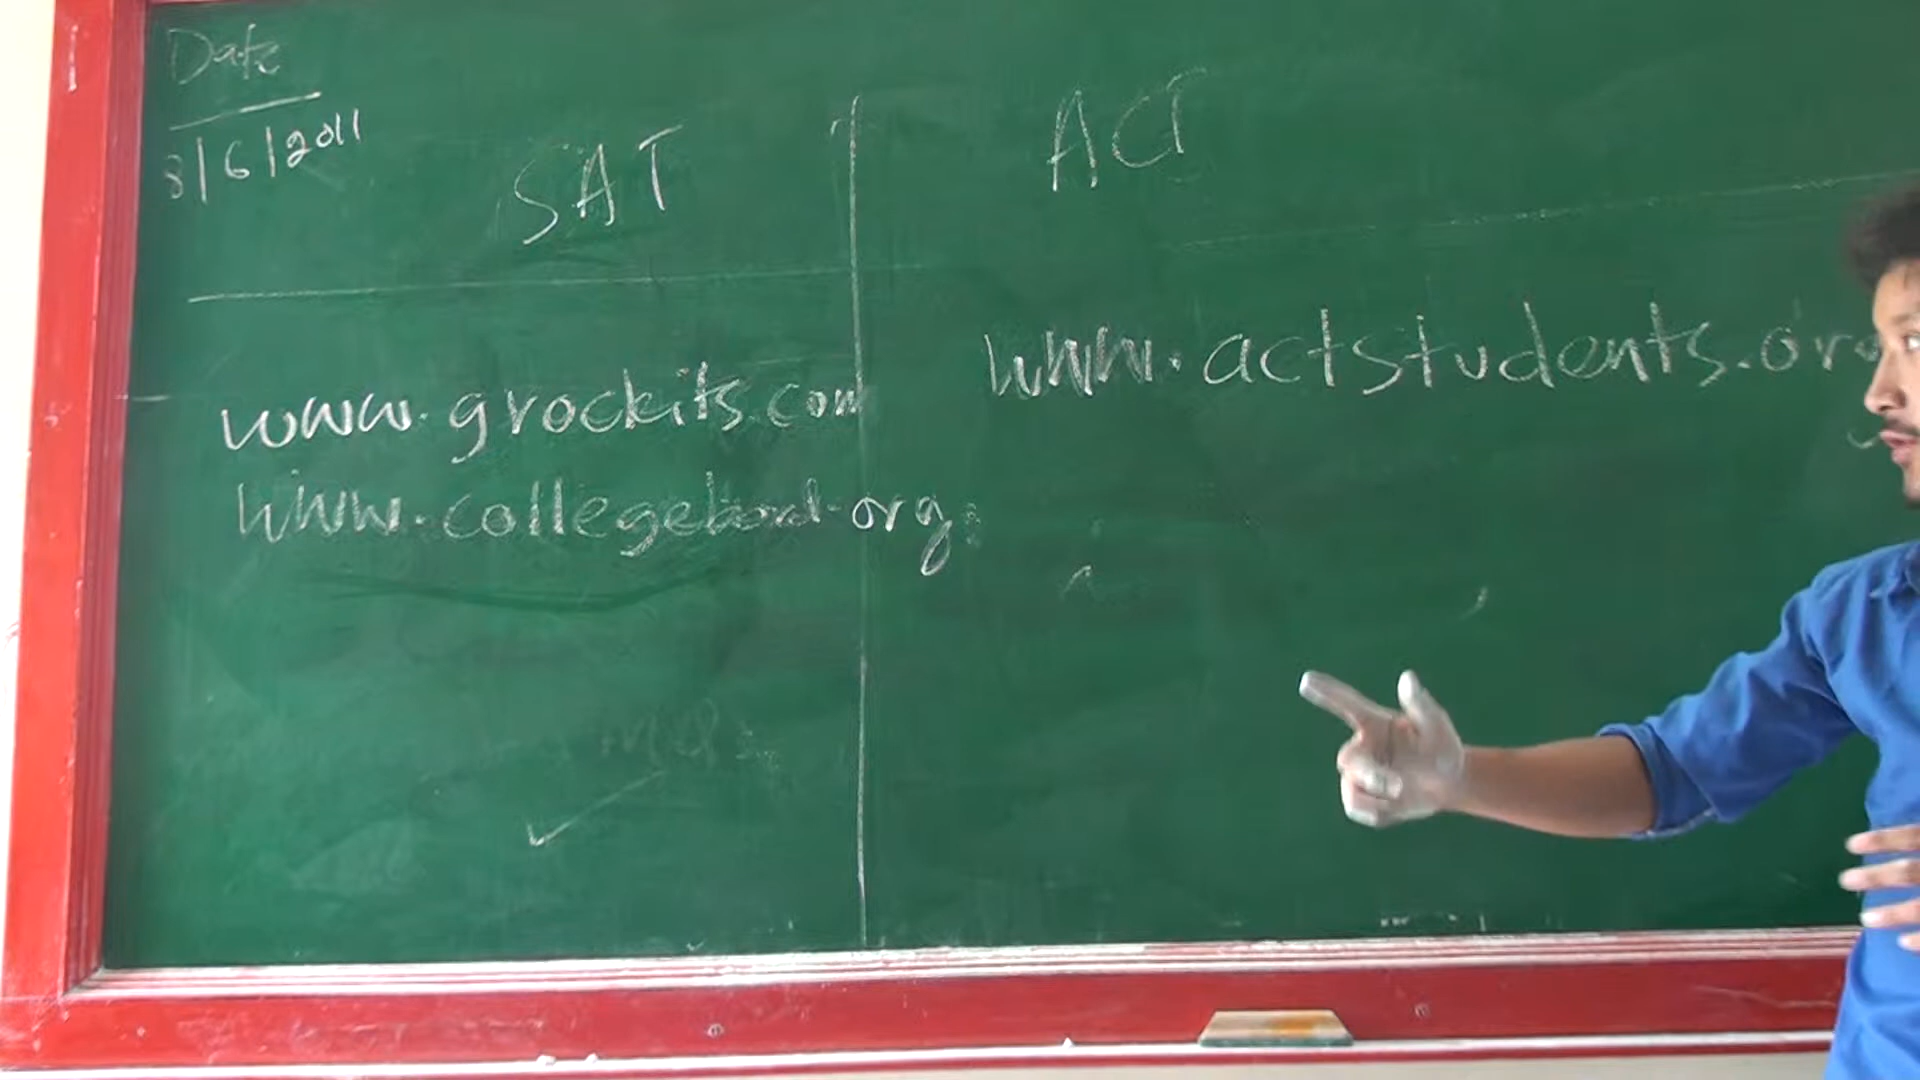 Date
8/6/2011
SAT
ACT
www.grockits.com
www.actstudents.org
www.collegeboard.org